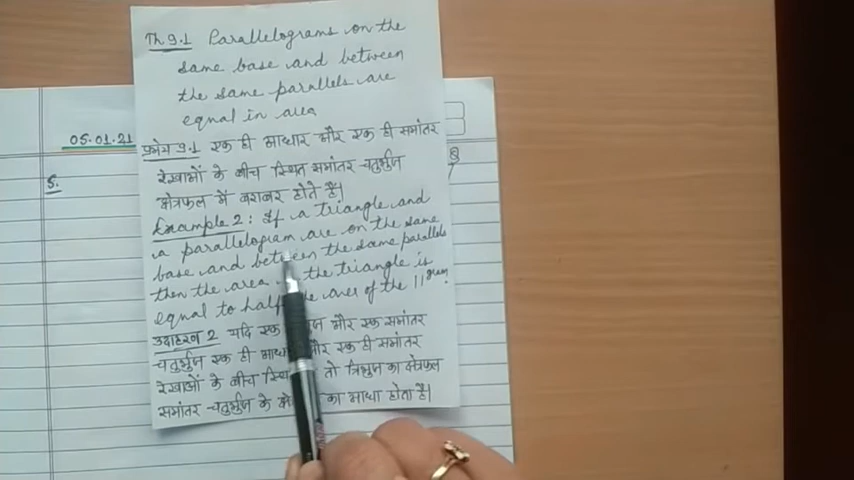 Th 9.1 Parallelograms on the
same base and between
the same parallels are
equal in area
प्रमेय 9.1 एक ही आधार और एक ही समांतर
रेखाओं के बीच स्थित समांतर चतुर्भुज
क्षेत्रफल में बराबर होते हैं।
Example 2: If a triangle and
a parallelogram are on the same
base and between the same parallels
then the area the triangle is
equal to half the area of the ||gram
उदाहरण 2 यदि एक और एक समांतर
चतुर्भुज एक ही और एक ही समांतर
रेखाओं के बीच तो त्रिभुज का क्षेत्रफल
समांतर चतुर्भुज के का आधा होता है।
05.01.21
5.